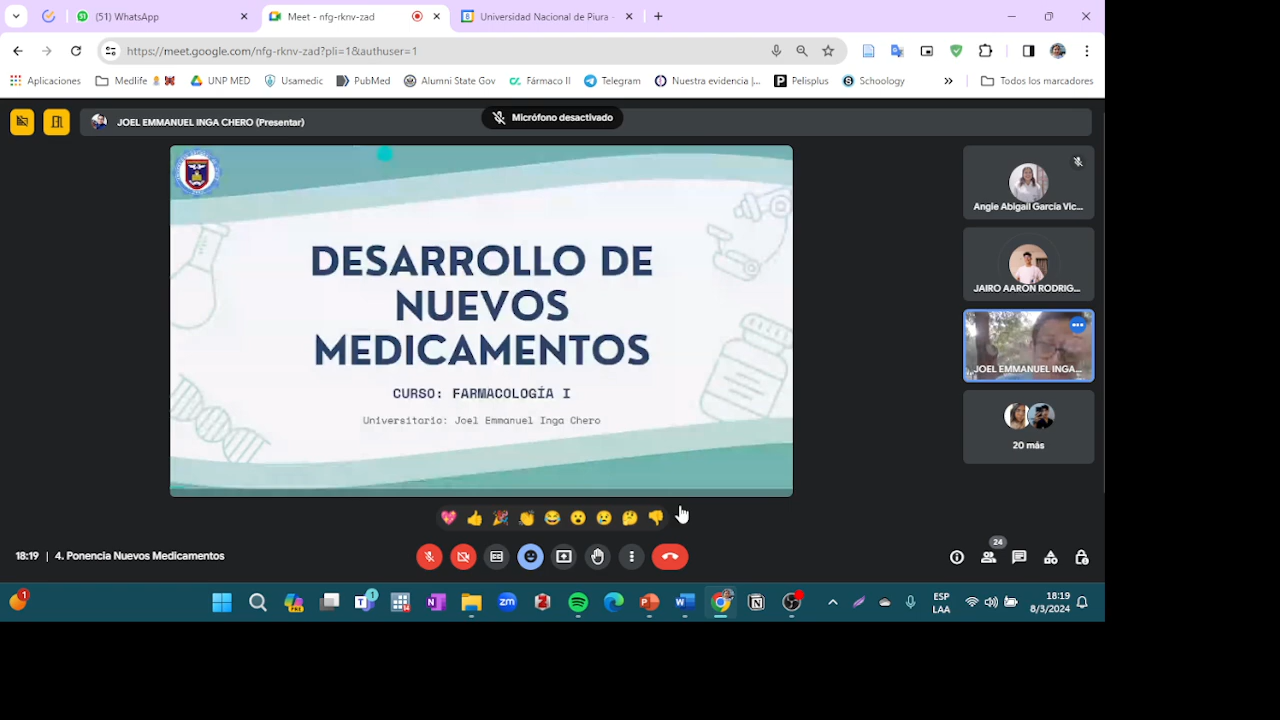 (51) WhatsApp
Meet - nfg-rknv-zad
Universidad Nacional de Piura -
https://meet.google.com/nfg-rknv-zad?pli=1&authuser=1
Aplicaciones
Medlife
UNP MED
Usamedic
PubMed
Alumni State Gov
Fármaco II
Telegram
Nuestra evidencia |...
Pelisplus
Schoology
»
Todos los marcadores
JOEL EMMANUEL INGA CHERO (Presentar)
Micrófono desactivado
DESARROLLO DE
NUEVOS
MEDICAMENTOS
CURSO: FARMACOLOGÍA I
Universitario: Joel Emmanuel Inga Chero
Angie Abigail García Vic...
JAIRO AARON RODRIG...
JOEL EMMANUEL INGA...
20 más
18:19 | 4. Ponencia Nuevos Medicamentos
24
1
ESP
LAA
18:19
8/3/2024